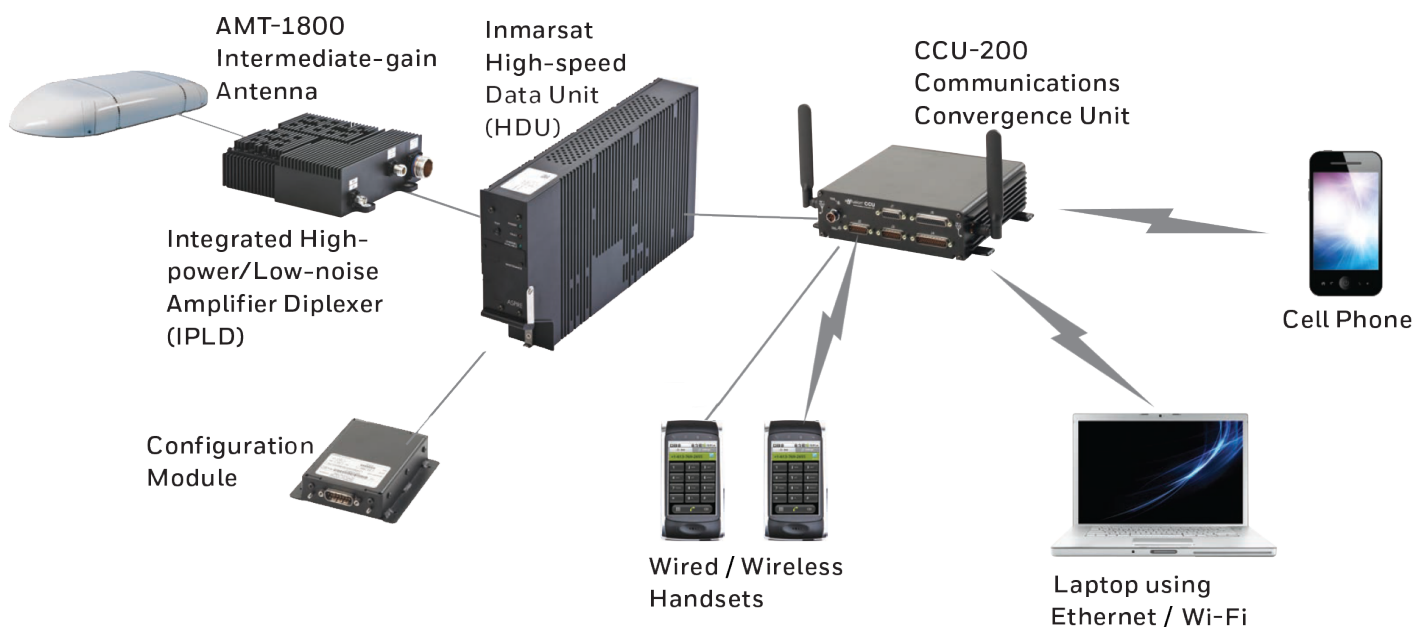 AMT-1800
Intermediate-gain
Antenna
Inmarsat
High-speed
Data Unit
(HDU)
CCU-200
Communications
Convergence Unit
Integrated High-
power/Low-noise
Amplifier Diplexer
(IPLD)
CCU
Cell Phone
Configuration
Module
Wired / Wireless
Handsets
Laptop using
Ethernet / Wi-Fi